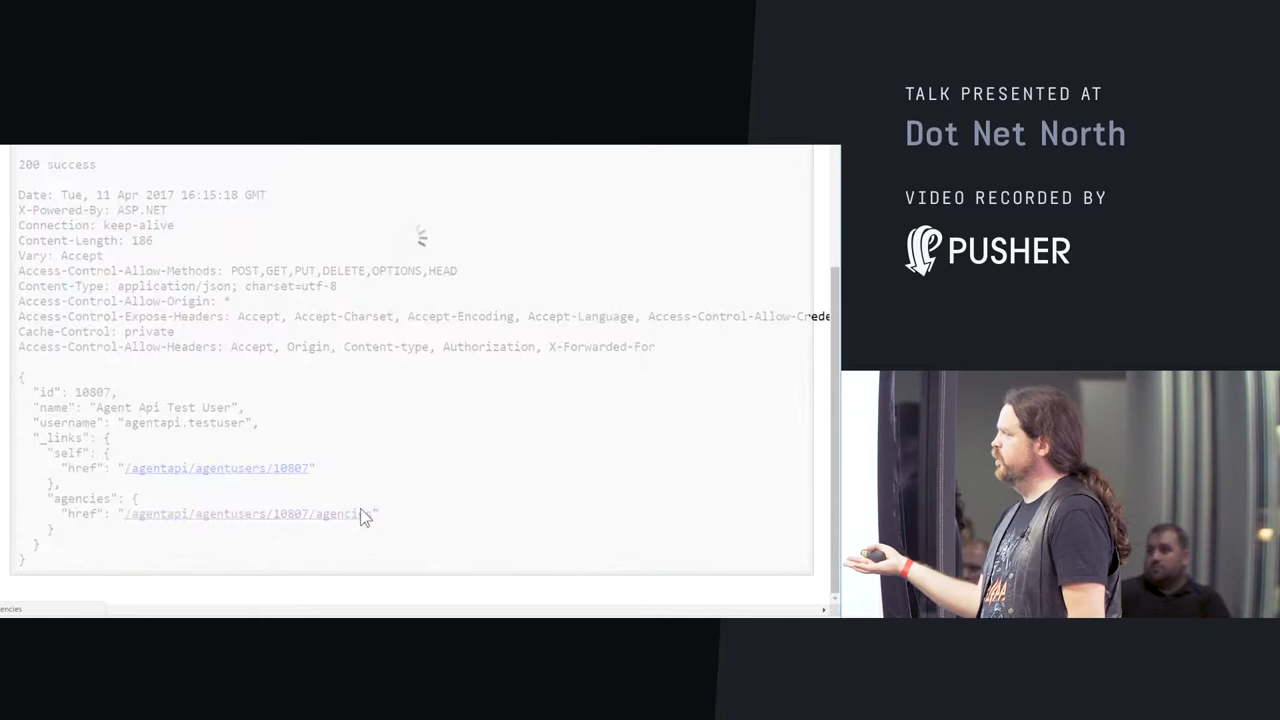 TALK PRESENTED AT
Dot Net North
VIDEO RECORDED BY
PUSHER
200 success
Date: Tue, 11 Apr 2017 16:15:18 GMT
X-Powered-By: ASP.NET
Connection: keep-alive
Content-Length: 186
Vary: Accept
Access-Control-Allow-Methods: POST,GET,PUT,DELETE,OPTIONS,HEAD
Content-Type: application/json; charset=utf-8
Access-Control-Allow-Origin: *
Access-Control-Expose-Headers: Accept, Accept-Charset, Accept-Encoding, Accept-Language, Access-Control-Allow-Crede
Cache-Control: private
Access-Control-Allow-Headers: Accept, Origin, Content-type, Authorization, X-Forwarded-For
{
"id": 10807,
"name": "Agent Api Test User",
"username": "agentapi.testuser",
"_links": {
"self": {
"href": "/agentapi/agentusers/10807"
},
"agencies": {
"href": "/agentapi/agentusers/10807/agencies"
}
}
}
encies